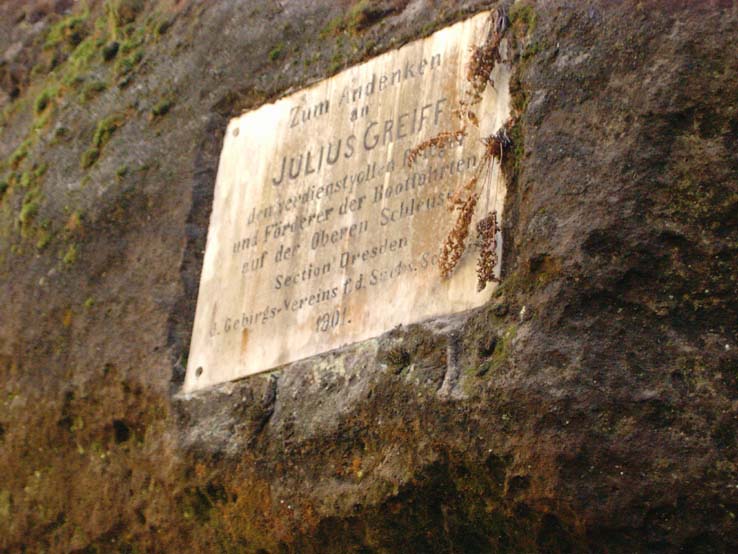 Zum Andenken
an
JULIUS GREIFF
den verdienstvollen
und Förderer der Bootfahrten
auf der Oberen Schleuse
Section Dresden
d. Gebirgs-Vereins f. d. Sächs.
1901.